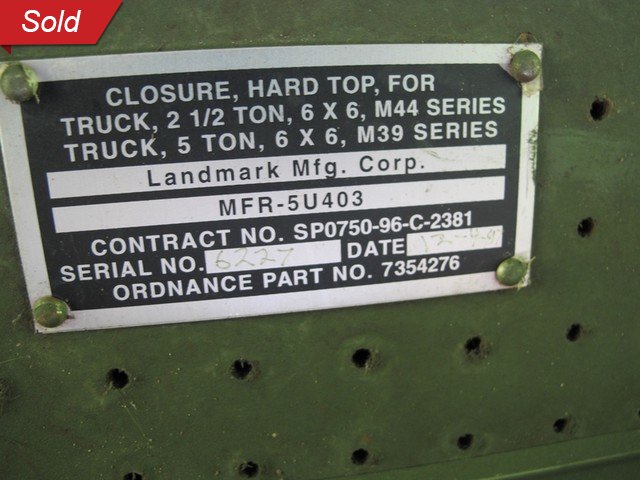 Sold
CLOSURE, HARD TOP, FOR
TRUCK, 2 1/2 TON, 6 X 6, M44 SERIES
TRUCK, 5 TON, 6 X 6, M39 SERIES
Landmark Mfg. Corp.
MFR-5U403
CONTRACT NO. SP0750-96-C-2381
SERIAL NO. 6227 DATE
ORDNANCE PART NO. 7354276